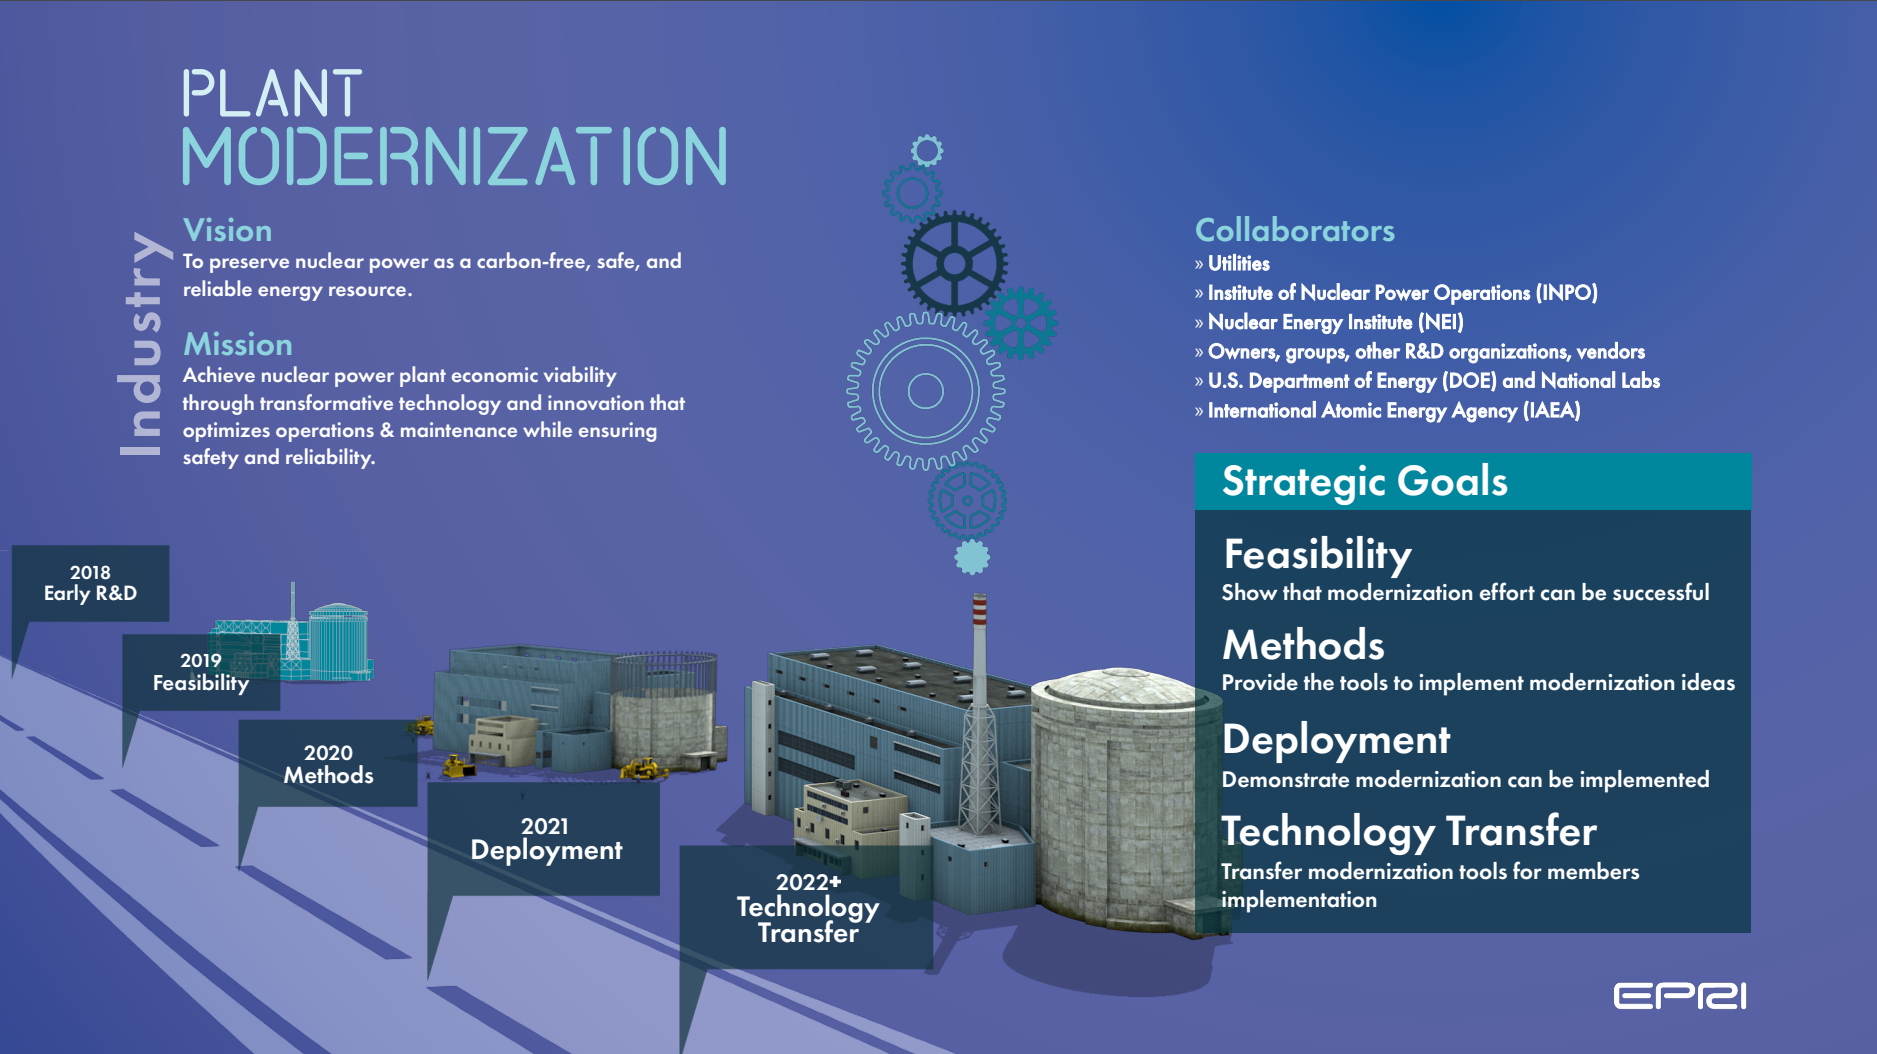 PLANT
MODERNIZATION
Industry
Vision
To preserve nuclear power as a carbon-free, safe, and
reliable energy resource.
Mission
Achieve nuclear power plant economic viability
through transformative technology and innovation that
optimizes operations & maintenance while ensuring
safety and reliability.
Collaborators
» Utilities
» Institute of Nuclear Power Operations (INPO)
» Nuclear Energy Institute (NEI)
» Owners, groups, other R&D organizations, vendors
» U.S. Department of Energy (DOE) and National Labs
» International Atomic Energy Agency (IAEA)
Strategic Goals
Feasibility
Show that modernization effort can be successful
Methods
Provide the tools to implement modernization ideas
Deployment
Demonstrate modernization can be implemented
Technology Transfer
Transfer modernization tools for members
implementation
2018
Early R&D
2019
Feasibility
2020
Methods
2021
Deployment
2022+
Technology
Transfer
EPRI